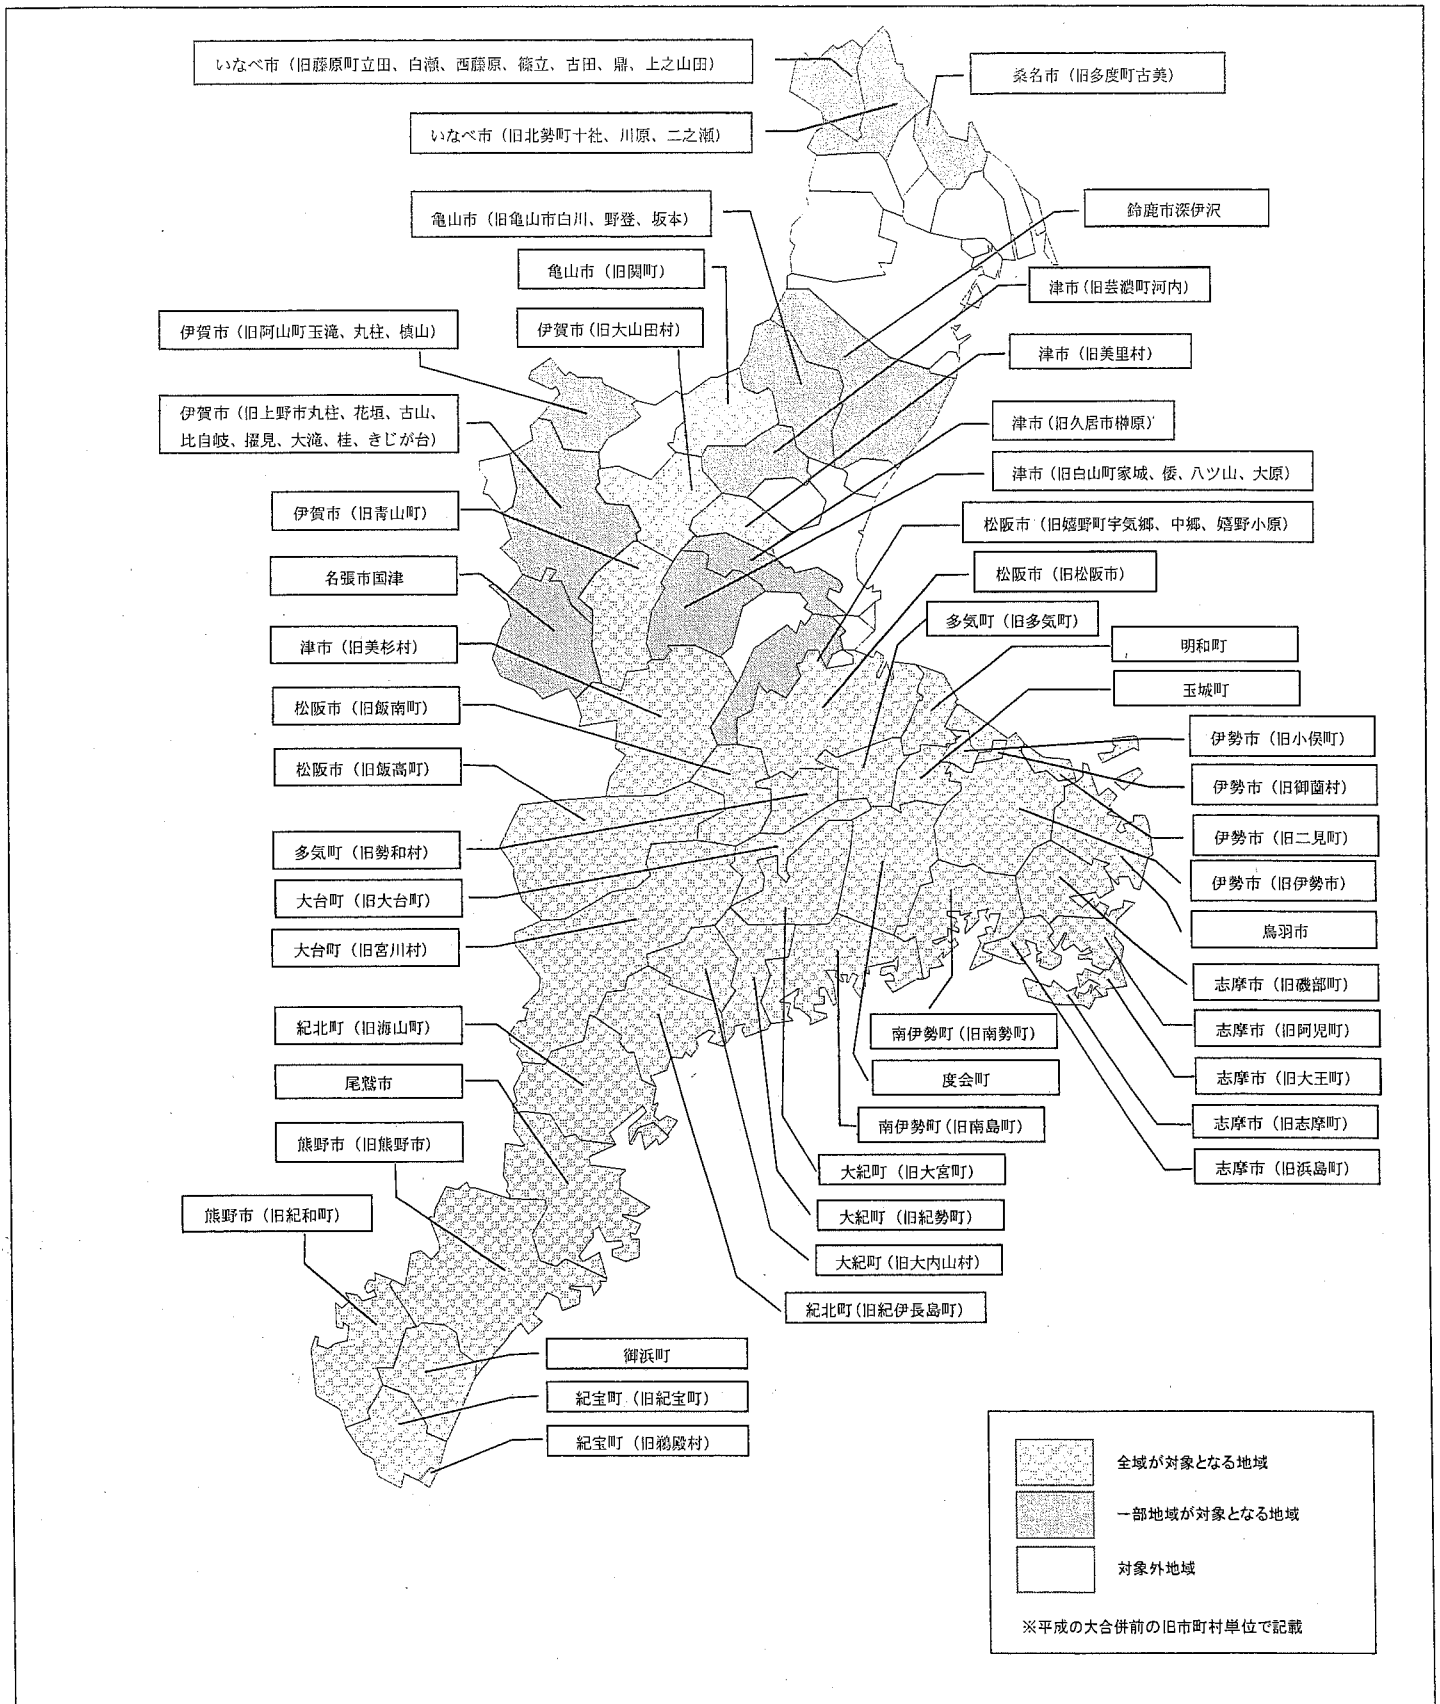 いなべ市（旧藤原町立田、白瀬、西藤原、篠立、古田、鼎、上之山田）
桑名市（旧多度町古美）
いなべ市（旧北勢町十社、川原、二之瀬）
亀山市（旧亀山市白川、野登、坂本）
鈴鹿市深伊沢
亀山市（旧関町）
津市（旧芸濃町河内）
伊賀市（旧阿山町玉滝、丸柱、槙山）
伊賀市（旧大山田村）
津市（旧美里村）
伊賀市（旧上野市丸柱、花垣、古山、
比自岐、擢見、大滝、桂、きじが台）
津市（旧久居市榊原）
津市（旧白山町家城、倭、八ツ山、大原）
伊賀市（旧青山町）
松阪市（旧嬉野町宇気郷、中郷、嬉野小原）
名張市国津
松阪市（旧松阪市）
多気町（旧多気町）
津市（旧美杉村）
明和町
玉城町
松阪市（旧飯南町）
伊勢市（旧小俣町）
松阪市（旧飯高町）
伊勢市（旧御薗村）
伊勢市（旧二見町）
多気町（旧勢和村）
伊勢市（旧伊勢市）
大台町（旧大台町）
鳥羽市
大台町（旧宮川村）
志摩市（旧磯部町）
紀北町（旧海山町）
南伊勢町（旧南勢町）
志摩市（旧阿児町）
尾鷲市
度会町
志摩市（旧大王町）
南伊勢町（旧南島町）
志摩市（旧志摩町）
熊野市（旧熊野市）
大紀町（旧大宮町）
志摩市（旧浜島町）
熊野市（旧紀和町）
大紀町（旧紀勢町）
大紀町（旧大内山村）
紀北町（旧紀伊長島町）
御浜町
紀宝町（旧紀宝町）
紀宝町（旧鵜殿村）
全域が対象となる地域
一部地域が対象となる地域
対象外地域
※平成の大合併前の旧市町村単位で記載